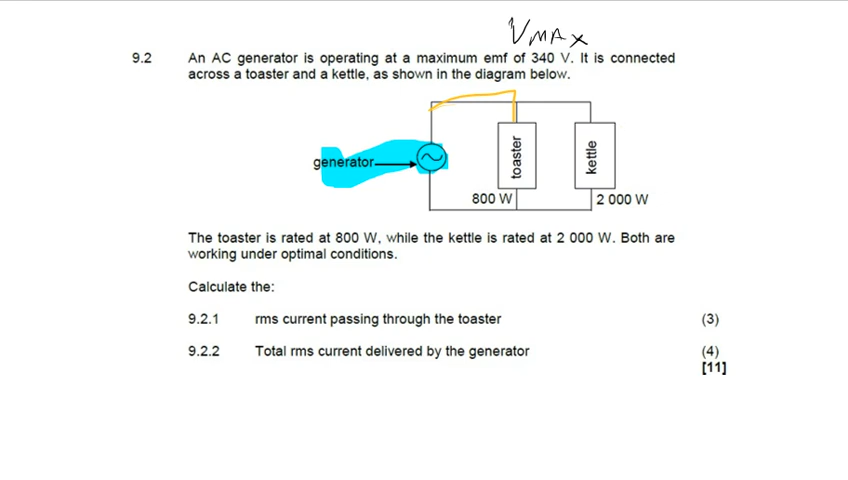 VMAX
9.2 An AC generator is operating at a maximum emf of 340 V. It is connected
across a toaster and a kettle, as shown in the diagram below.
generator
toaster
kettle
800 W
2 000 W
The toaster is rated at 800 W, while the kettle is rated at 2 000 W. Both are
working under optimal conditions.
Calculate the:
9.2.1 rms current passing through the toaster (3)
9.2.2 Total rms current delivered by the generator (4)
[11]